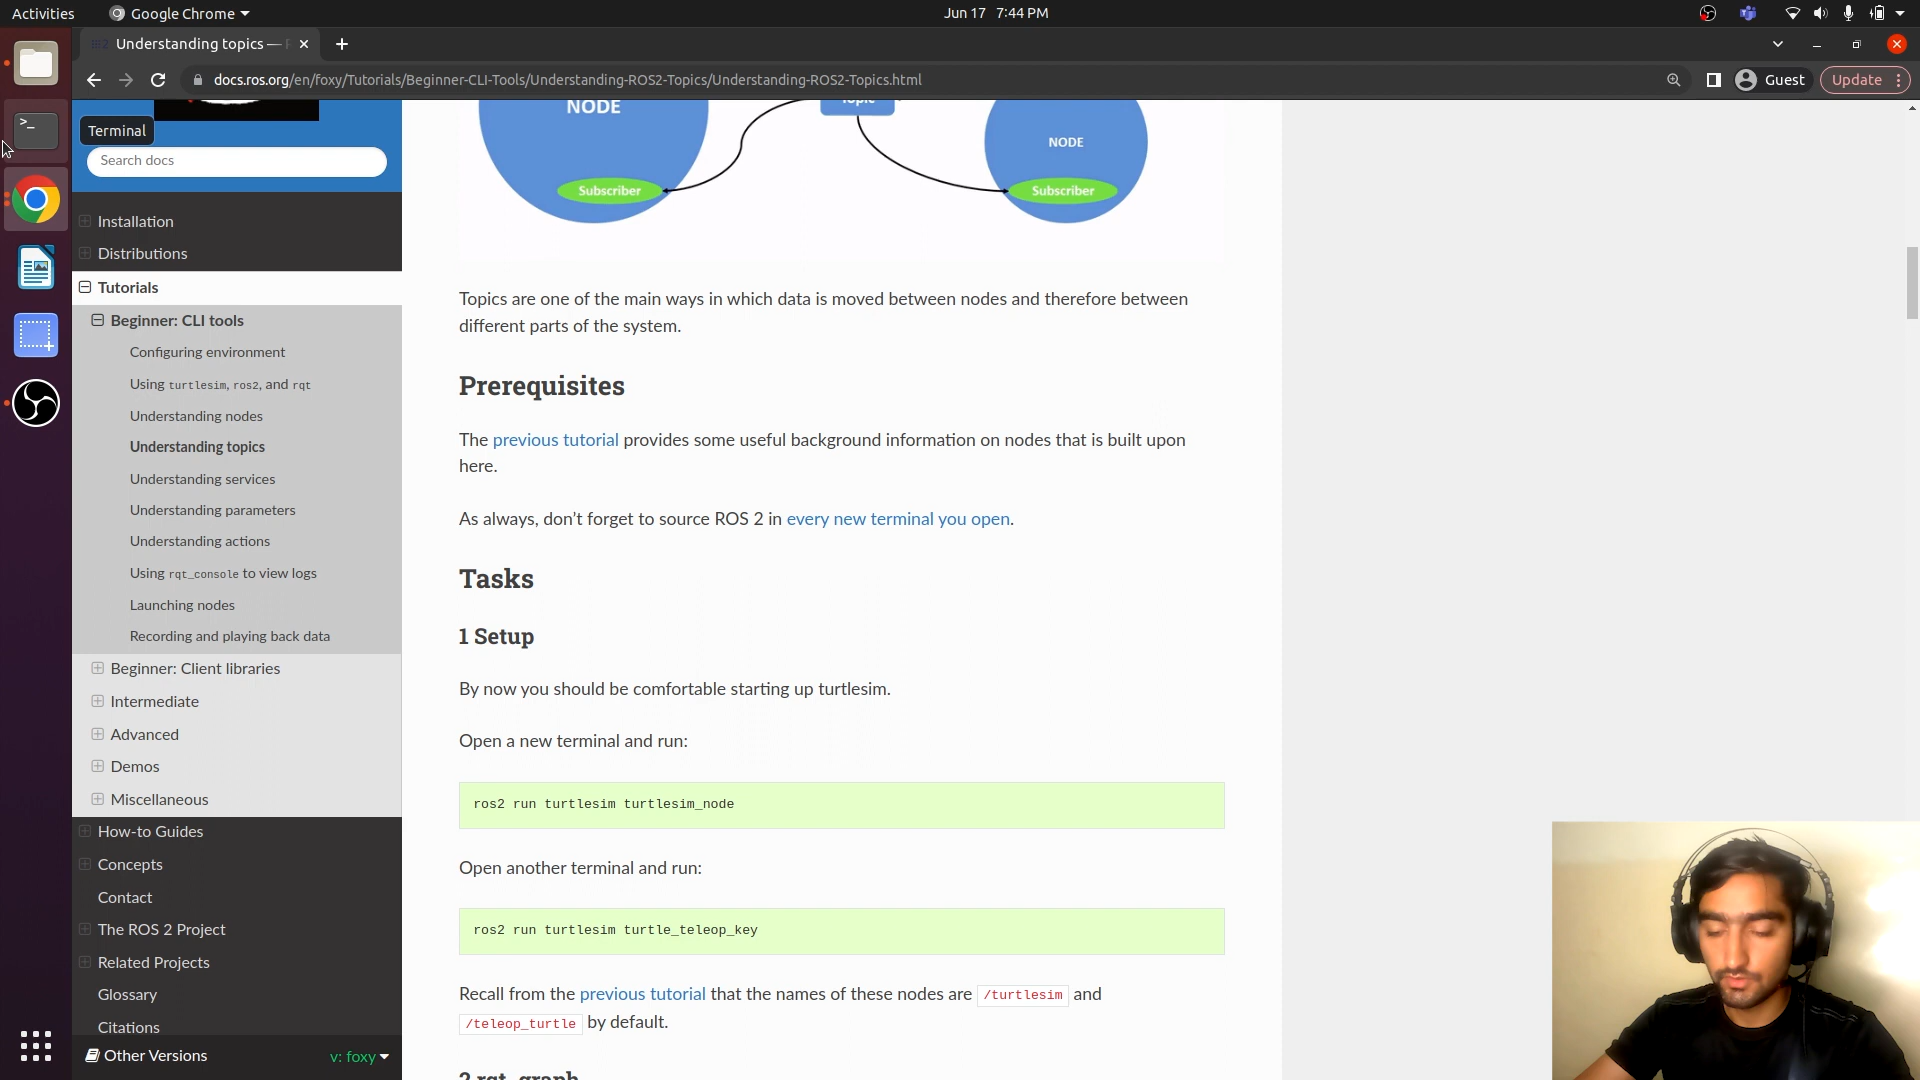 Activities
Google Chrome
Jun 17 7:44 PM
Understanding topics —
docs.ros.org/en/foxy/Tutorials/Beginner-CLI-Tools/Understanding-ROS2-Topics/Understanding-ROS2-Topics.html
Guest
Update
Terminal
Search docs
Installation
Distributions
Tutorials
Beginner: CLI tools
Configuring environment
Using turtlesim, ros2, and rqt
Understanding nodes
Understanding topics
Understanding services
Understanding parameters
Understanding actions
Using rqt_console to view logs
Launching nodes
Recording and playing back data
Beginner: Client libraries
Intermediate
Advanced
Demos
Miscellaneous
How-to Guides
Concepts
Contact
The ROS 2 Project
Related Projects
Glossary
Citations
Other Versions
v: foxy
NODE
Topic
NODE
Subscriber
Subscriber
Topics are one of the main ways in which data is moved between nodes and therefore between
different parts of the system.
Prerequisites
The previous tutorial provides some useful background information on nodes that is built upon
here.
As always, don’t forget to source ROS 2 in every new terminal you open.
Tasks
1 Setup
By now you should be comfortable starting up turtlesim.
Open a new terminal and run:
ros2 run turtlesim turtlesim_node
Open another terminal and run:
ros2 run turtlesim turtle_teleop_key
Recall from the previous tutorial that the names of these nodes are /turtlesim and
/teleop_turtle by default.
2 rqt_graph